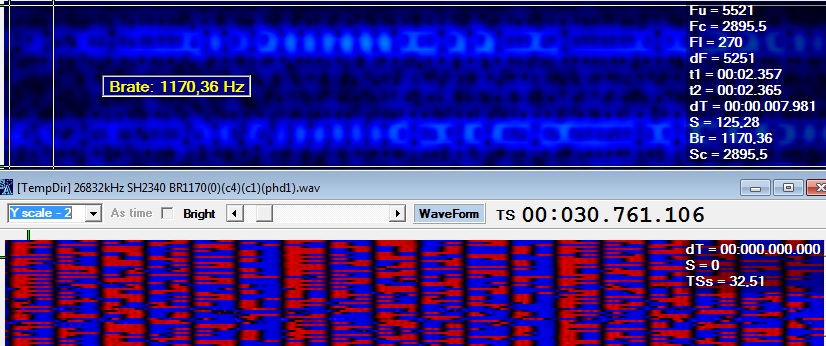 Fu = 5521
Fc = 2895,5
Fl = 270
dF = 5251
t1 = 00:02.357
t2 = 00:02.365
dT = 00:00.007.981
S = 125,28
Br = 1170,36
Sc = 2895,5
Brate: 1170,36 Hz
[TempDir] 26832kHz SH2340 BR1170(0)(c4)(c1)(phd1).wav
Y scale - 2 As time Bright WaveForm TS 00:030.761.106
dT = 00:000.000.000
S = 0
TSs = 32,51